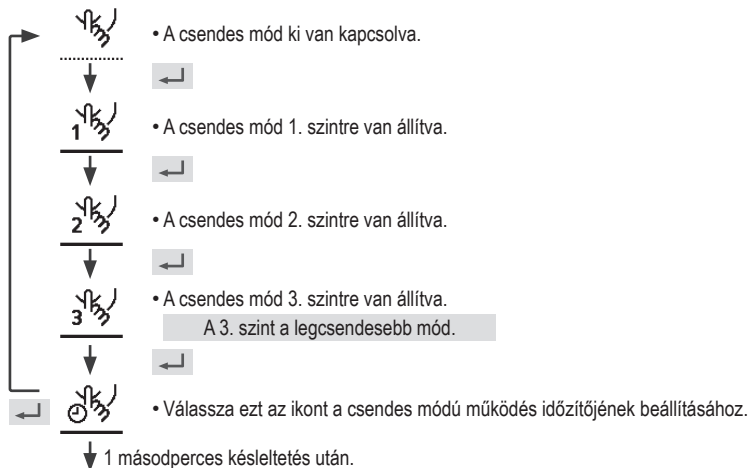 • A csendes mód ki van kapcsolva.
1
• A csendes mód 1. szintre van állítva.
2
• A csendes mód 2. szintre van állítva.
3
• A csendes mód 3. szintre van állítva.
A 3. szint a legcsendesebb mód.
• Válassza ezt az ikont a csendes módú működés időzítőjének beállításához.
1 másodperces késleltetés után.